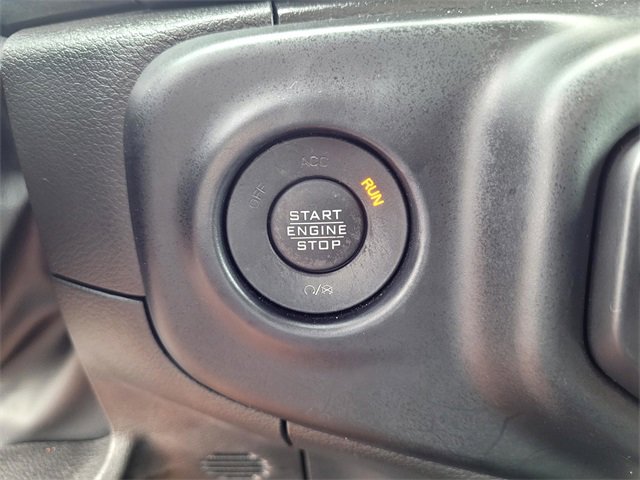 OFF
ACC
RUN
START
ENGINE
STOP